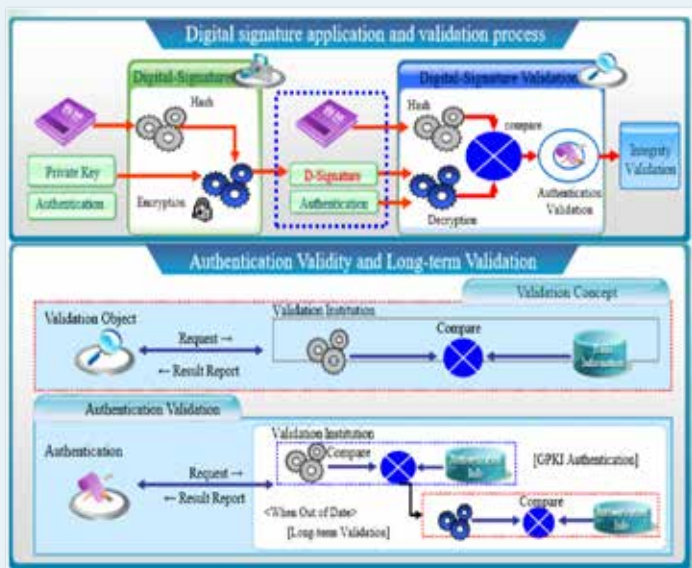 Digital signature application and validation process
Digital-Signature
Digital-Signature Validation
Hash
Hash
compare
Private Key
Authentication
Encryption
D-Signature
Authentication
Decryption
Authentication
Validation
Integrity
Validation
Authentication Validity and Long-term Validation
Validation Concept
Validation Object
Validation Institution
Request →
← Result Report
Compare
Authentication Validation
Authentication
Validation Institution
Request →
← Result Report
Compare
[GPKI Authentication]
<When Out of Date>
[Long-term Validation]
Compare
Info